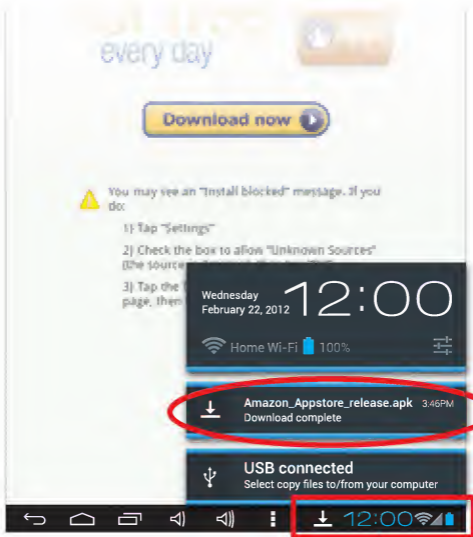 every day
Download now
You may see an "Install blocked" message. If you
do:
1) Tap "Settings"
2) Check the box to allow "Unknown Sources"
(the source
3) Tap the
page, then
Wednesday
February 22, 2012
12:00
Home Wi-Fi 100%
Amazon_Appstore_release.apk 3:46PM
Download complete
USB connected
Select copy files to/from your computer
12:00